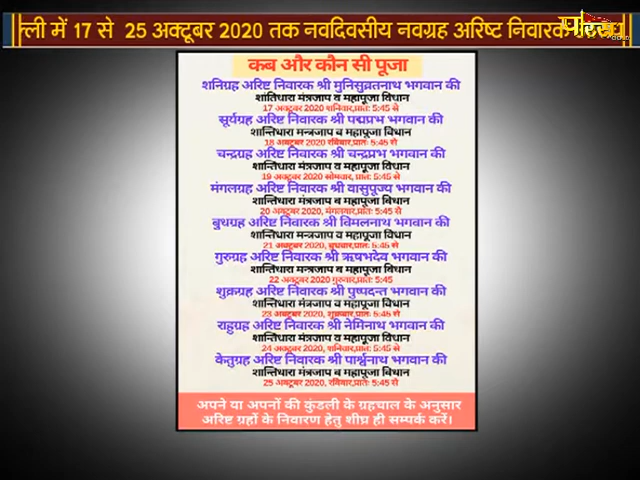 ल्ली में 17 से 25 अक्टूबर 2020 तक नवदिवसीय नवग्रह अरिष्ट निवारक
पारस
कब और कौन सी पूजा
शनिग्रह अरिष्ट निवारक श्री मुनिसुव्रतनाथ भगवान की
शांतिधारा मंत्रजाप व महापूजा विधान
17 अक्टूबर 2020 शनिवार,प्रातः 5:45 से
सूर्यग्रह अरिष्ट निवारक श्री पद्मप्रभ भगवान की
शान्तिधारा मन्त्रजाप व महापूजा विधान
18 अक्टूबर 2020 रविवार,प्रातः 5:45 से
चन्द्रग्रह अरिष्ट निवारक श्री चन्द्रप्रभ भगवान की
शान्तिधारा मंत्रजाप व महापूजा विधान
19 अक्टूबर 2020 सोमवार, प्रातः 5:45 से
मंगलग्रह अरिष्ट निवारक श्री वासुपूज्य भगवान की
शान्तिधारा मंत्रजाप व महापूजा विधान
20 अक्टूबर 2020, मंगलवार,प्रातः 5:45 से
बुधग्रह अरिष्ट निवारक श्री विमलनाथ भगवान की
शान्तिधारा मन्त्रजाप व महापूजा विधान
21 अक्टूबर 2020, बुधवार,प्रातः 5:45 से
गुरुग्रह अरिष्ट निवारक श्री ऋषभदेव भगवान की
शान्तिधारा मन्त्रजाप व महापूजा विधान
22 अक्टूबर 2020 गुरुवार,प्रातः 5:45
शुक्रग्रह अरिष्ट निवारक श्री पुष्पदन्त भगवान की
शान्तिधारा मंत्रजाप व महापूजा विधान
23 अक्टूबर 2020, शुक्रवार,प्रातः 5:45 से
राहुग्रह अरिष्ट निवारक श्री नेमिनाथ भगवान की
शान्तिधारा मंत्रजाप व महापूजा विधान
24 अक्टूबर 2020, शनिवार,प्रातः 5:45 से
केतुग्रह अरिष्ट निवारक श्री पार्श्वनाथ भगवान की
शान्तिधारा मंत्रजाप व महापूजा विधान
25 अक्टूबर 2020, रविवार,प्रातः 5:45 से
अपने या अपनों की कुंडली के ग्रहचाल के अनुसार
अरिष्ट ग्रहों के निवारण हेतु शीघ्र ही सम्पर्क करें।